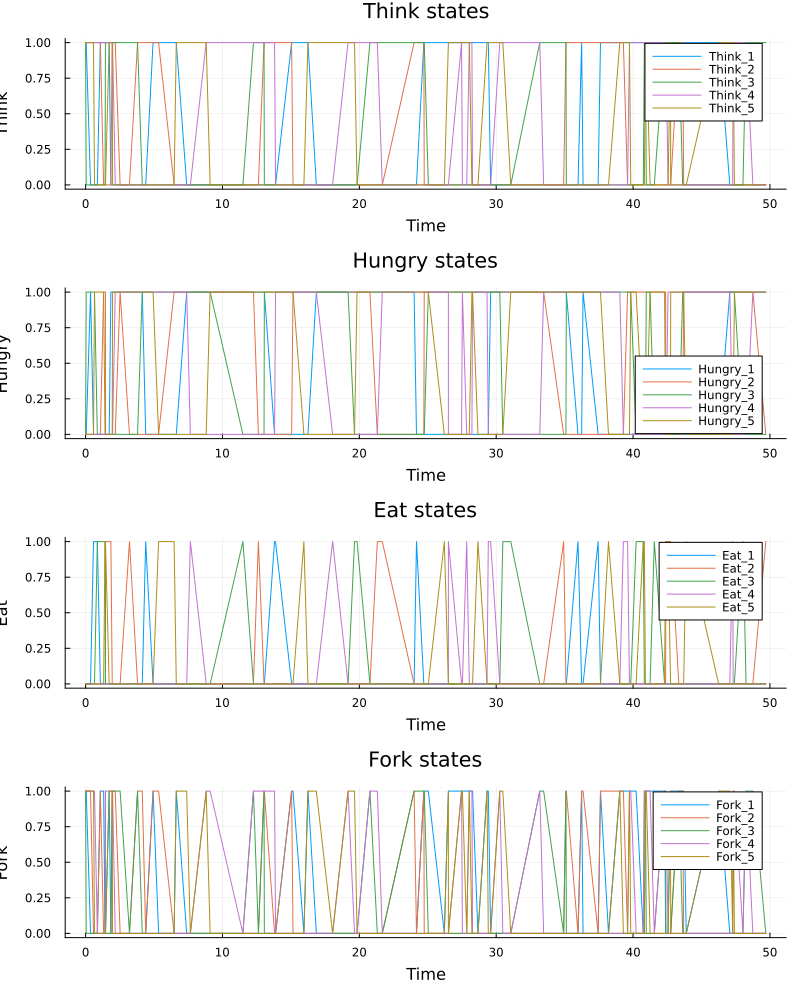 Think states
1.00
0.75
0.50
0.25
0.00
Think
Think_1
Think_2
Think_3
Think_4
Think_5
0 10 20 30 40 50
Time
Hungry states
1.00
0.75
0.50
0.25
0.00
Hungry
Hungry_1
Hungry_2
Hungry_3
Hungry_4
Hungry_5
0 10 20 30 40 50
Time
Eat states
1.00
0.75
0.50
0.25
0.00
Eat
Eat_1
Eat_2
Eat_3
Eat_4
Eat_5
0 10 20 30 40 50
Time
Fork states
1.00
0.75
0.50
0.25
0.00
Fork
Fork_1
Fork_2
Fork_3
Fork_4
Fork_5
0 10 20 30 40 50
Time